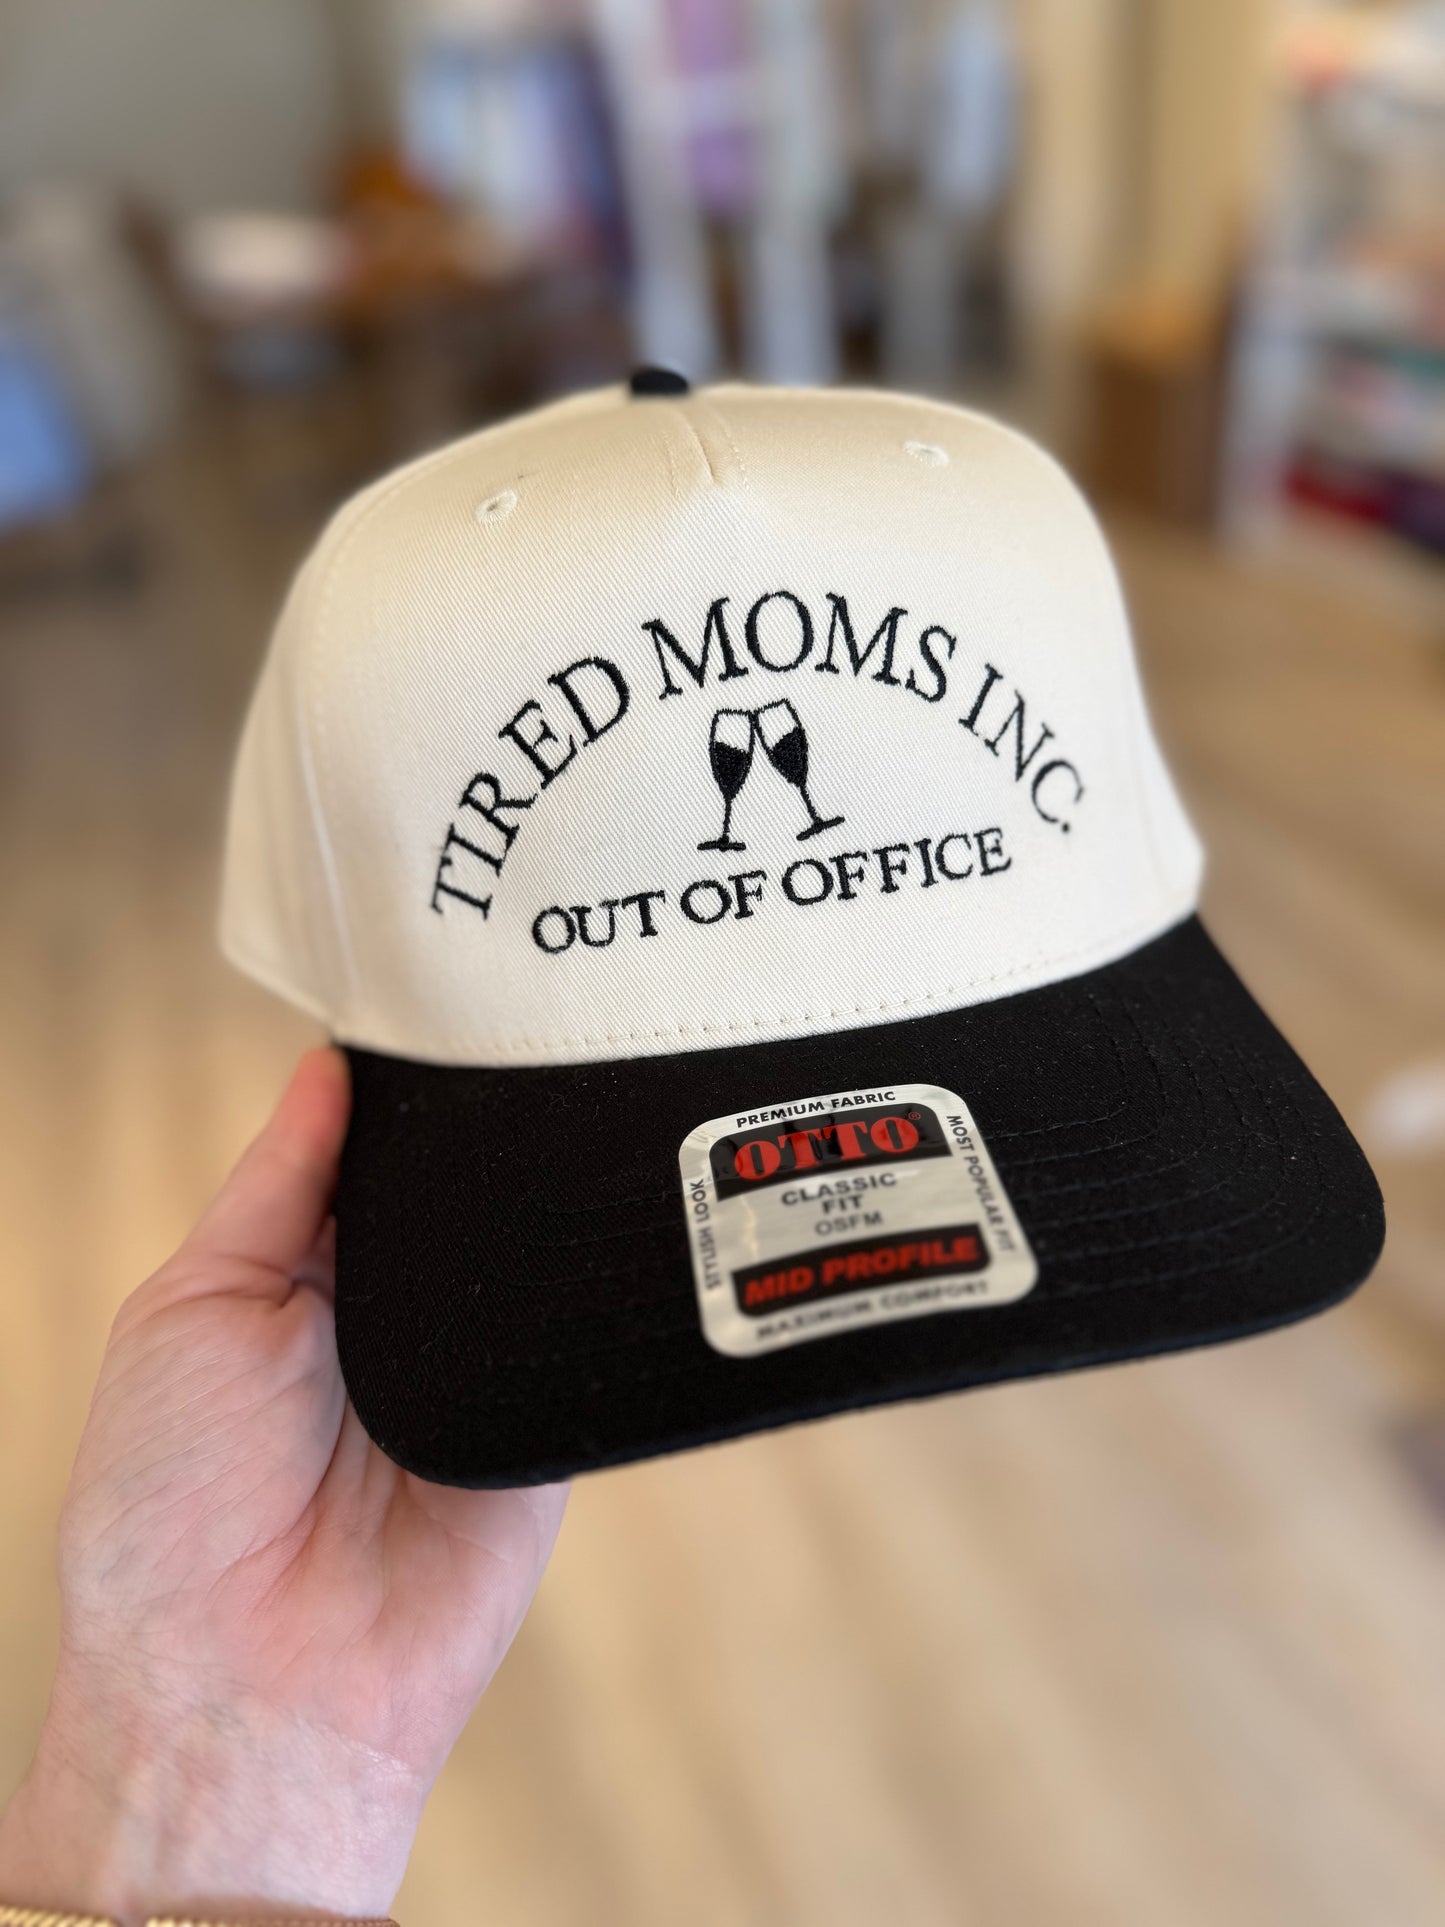 TIRED MOMS INC.
OUT OF OFFICE
PREMIUM FABRIC
OTTO®
STYLISH LOOK
MOST POPULAR FIT
CLASSIC
FIT
OSFM
MID PROFILE
MAXIMUM COMFORT